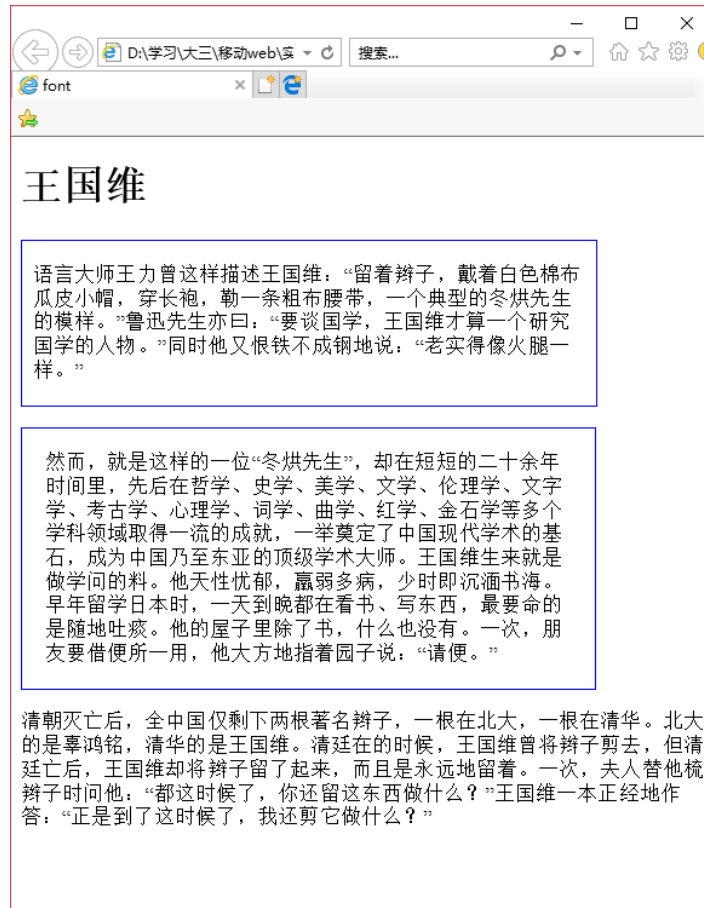 D:\学习\大三\移动web\实
搜索...
font
王国维
语言大师王力曾这样描述王国维：“留着辫子，戴着白色棉布
瓜皮小帽，穿长袍，勒一条粗布腰带，一个典型的冬烘先生
的模样。”鲁迅先生亦曰：“要谈国学，王国维才算一个研究
国学的人物。”同时他又恨铁不成钢地说：“老实得像火腿一
样。”
然而，就是这样的一位“冬烘先生”，却在短短的二十余年
时间里，先后在哲学、史学、美学、文学、伦理学、文字
学、考古学、心理学、词学、曲学、红学、金石学等多个
学科领域取得一流的成就，一举奠定了中国现代学术的基
石，成为中国乃至东亚的顶级学术大师。王国维生来就是
做学问的料。他天性忧郁，羸弱多病，少时即沉湎书海。
早年留学日本时，一天到晚都在看书、写东西，最要命的
是随地吐痰。他的屋子里除了书，什么也没有。一次，朋
友要借便所一用，他大方地指着园子说：“请便。”
清朝灭亡后，全中国仅剩下两根著名辫子，一根在北大，一根在清华。北大
的是辜鸿铭，清华的是王国维。清廷在的时候，王国维曾将辫子剪去，但清
廷亡后，王国维却将辫子留了起来，而且是永远地留着。一次，夫人替他梳
辫子时问他：“都这时候了，你还留这东西做什么？”王国维一本正经地作
答：“正是到了这时候了，我还剪它做什么？”